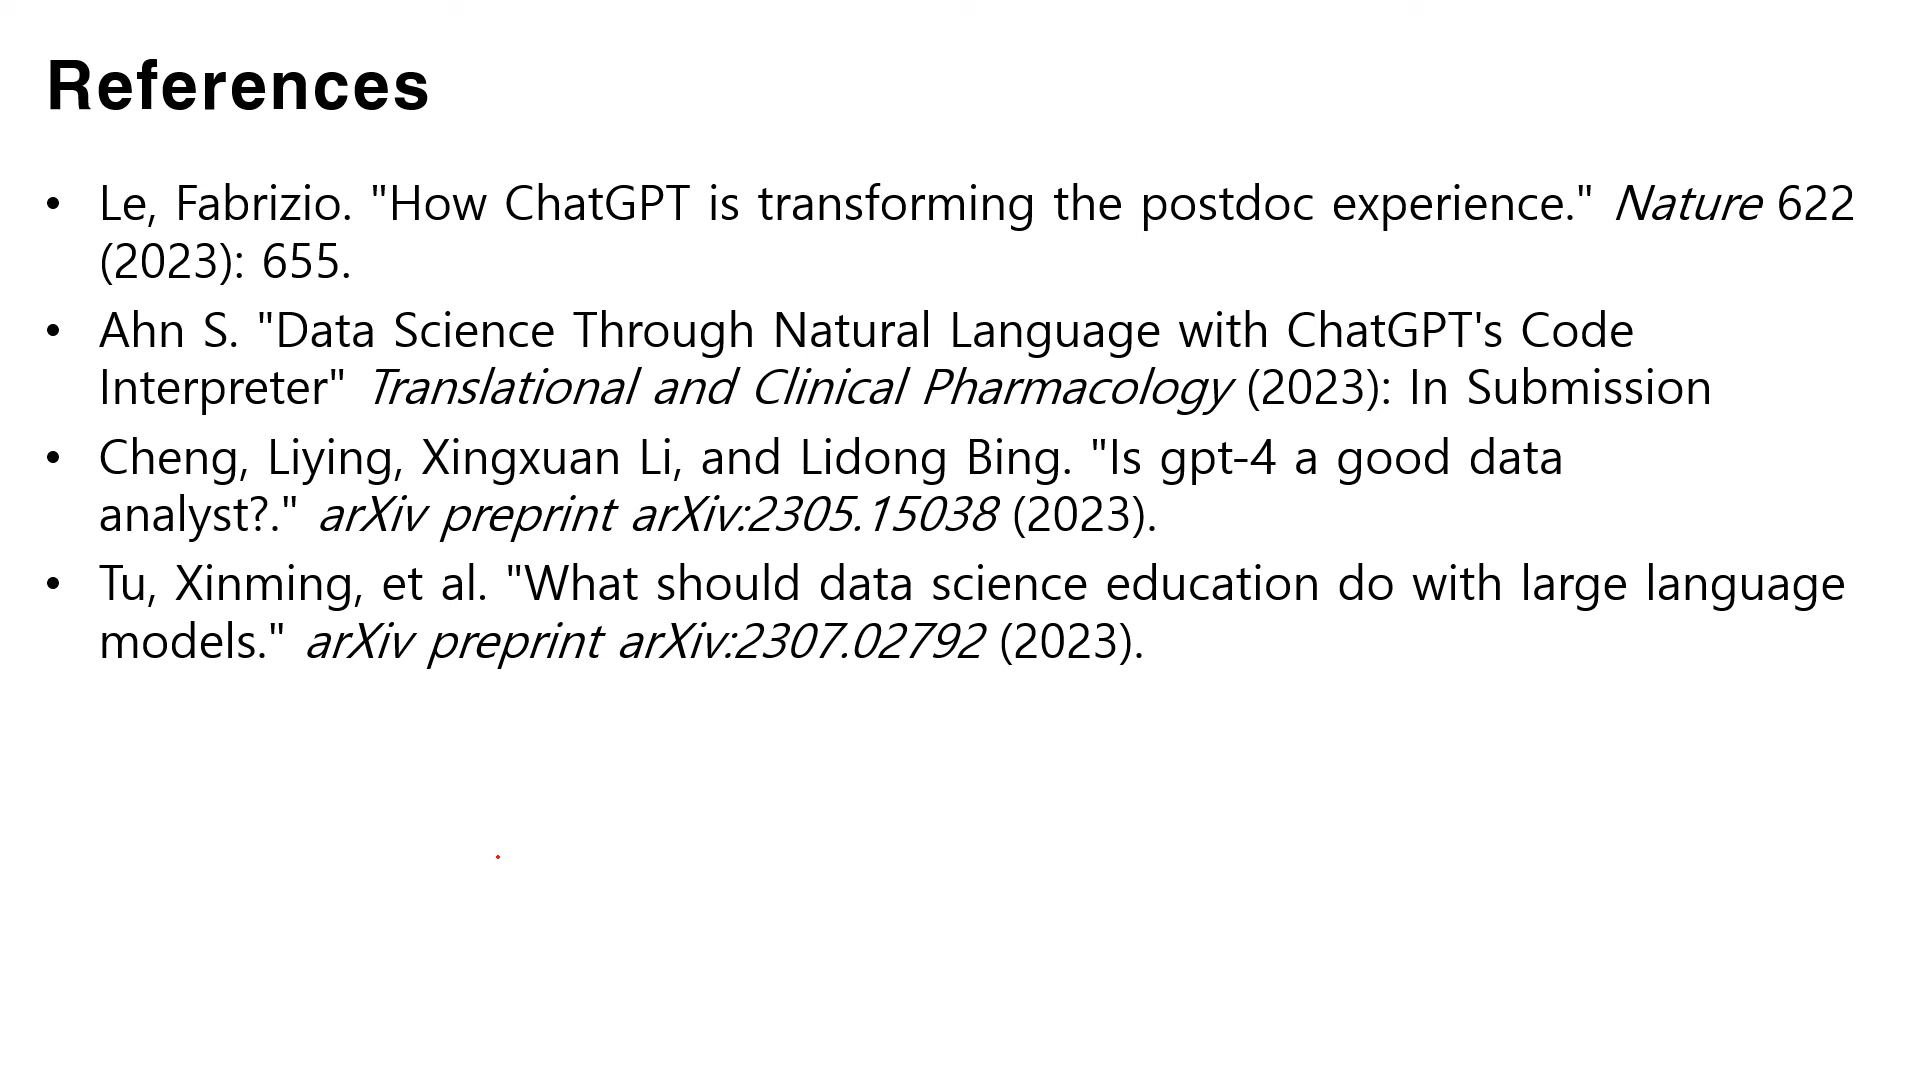 References
• Le, Fabrizio. "How ChatGPT is transforming the postdoc experience." Nature 622
(2023): 655.
• Ahn S. "Data Science Through Natural Language with ChatGPT's Code
Interpreter" Translational and Clinical Pharmacology (2023): In Submission
• Cheng, Liying, Xingxuan Li, and Lidong Bing. "Is gpt-4 a good data
analyst?." arXiv preprint arXiv:2305.15038 (2023).
• Tu, Xinming, et al. "What should data science education do with large language
models." arXiv preprint arXiv:2307.02792 (2023).